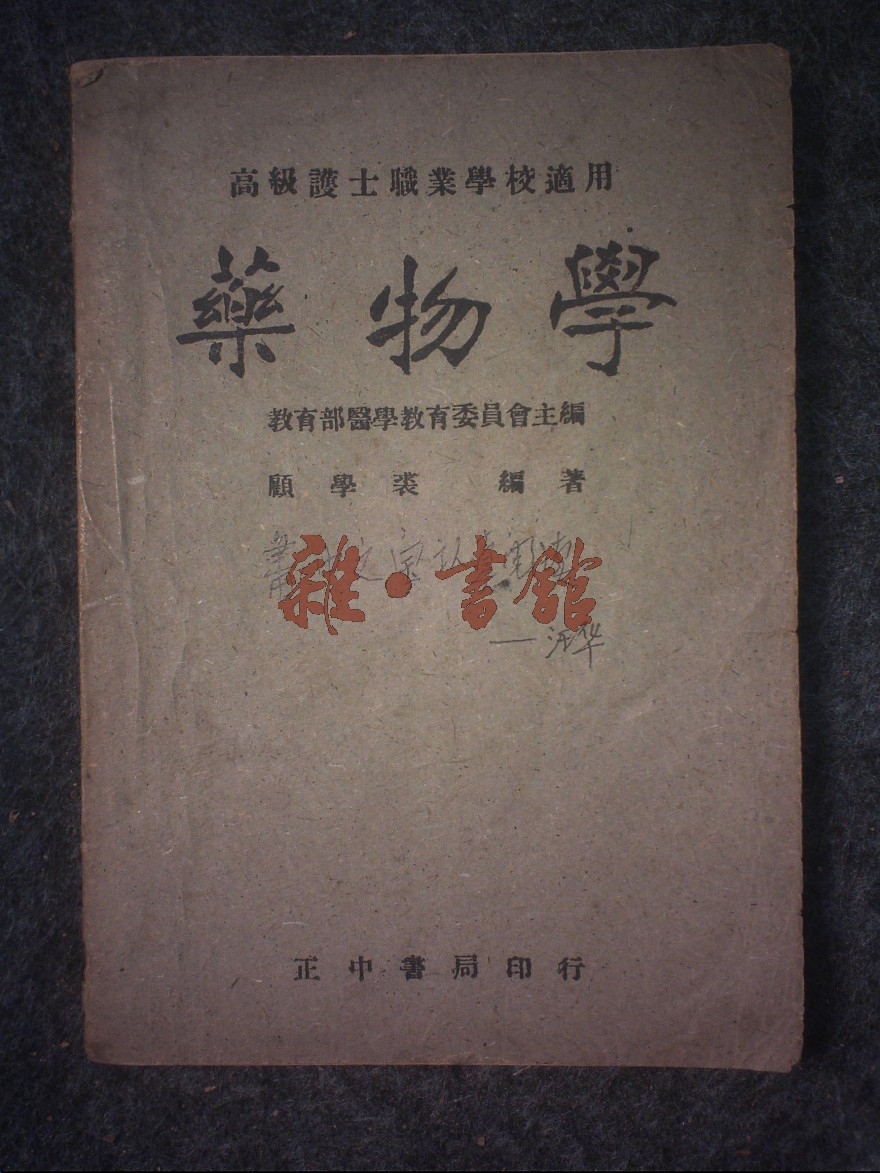 高級護士職業學校適用
藥物學
教育部醫學教育委員會主編
顧學裘 編著
雜·書館
正中書局印行